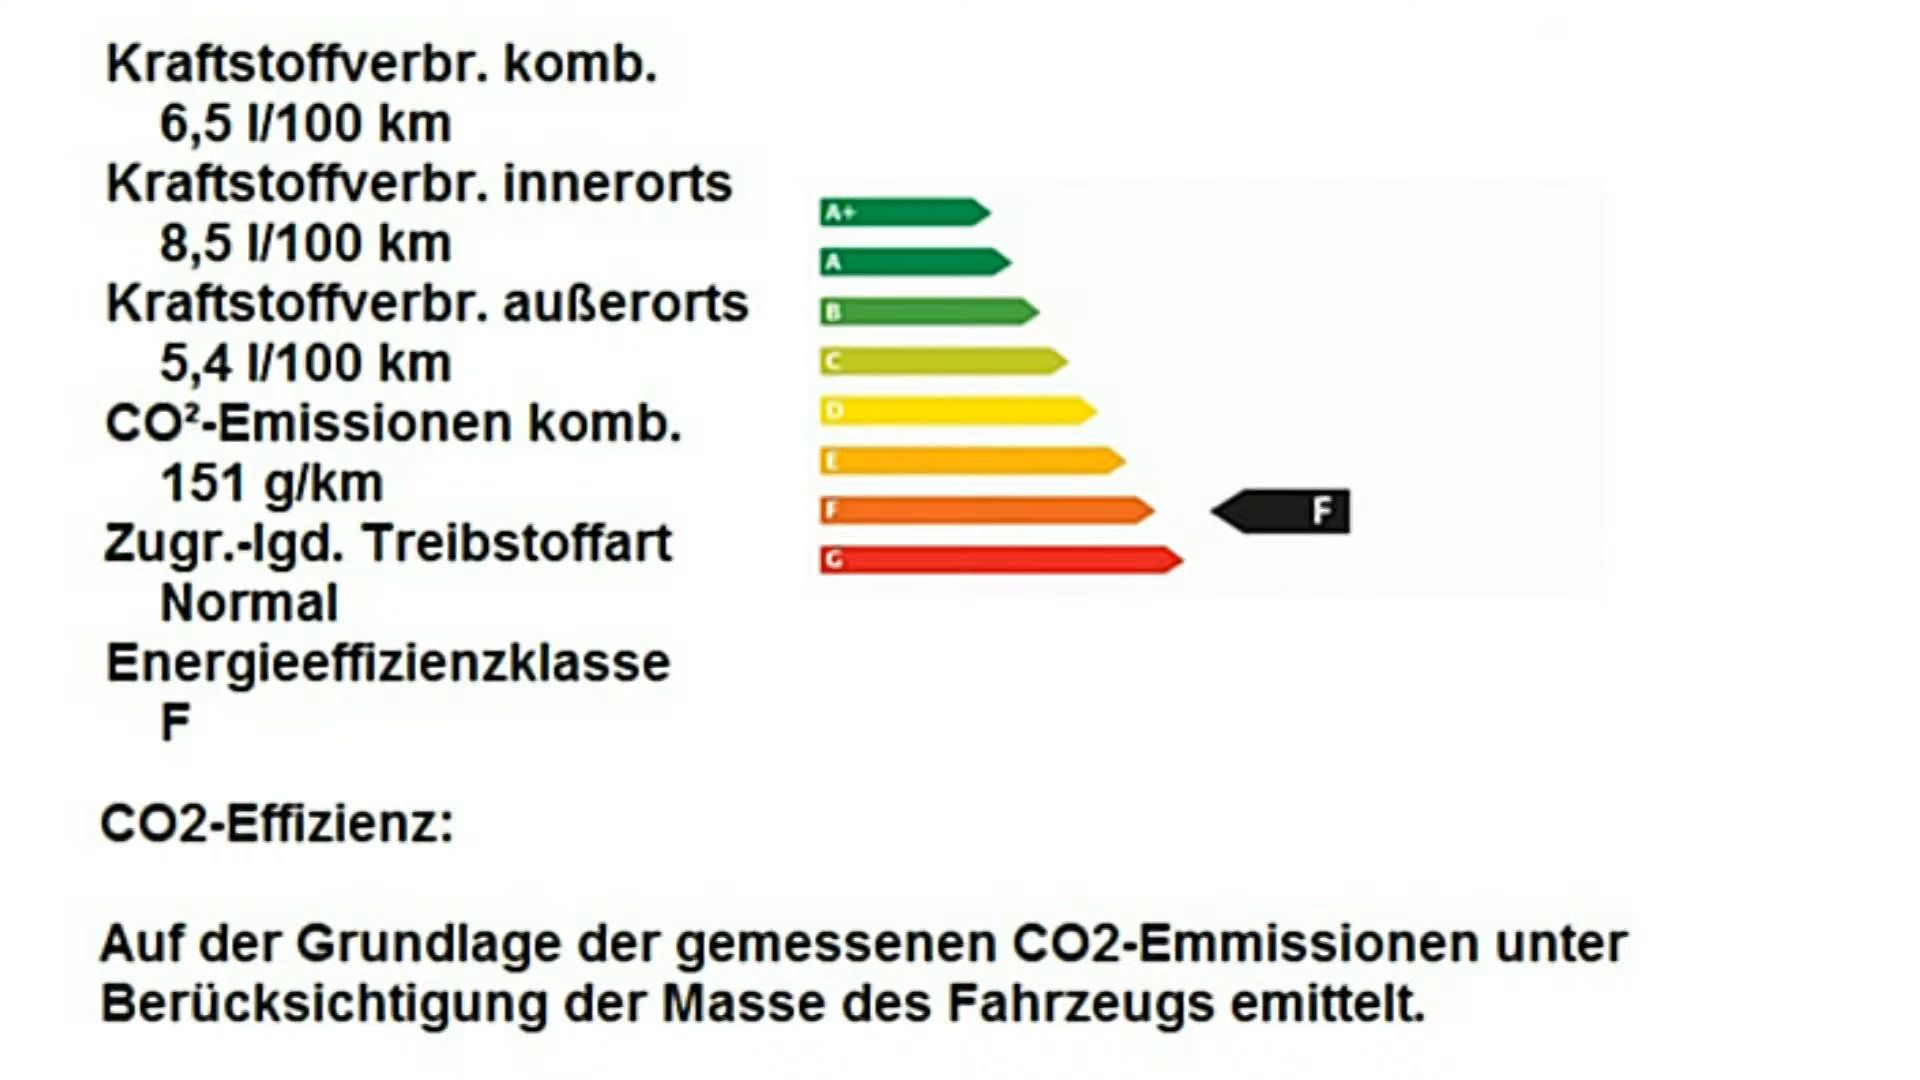 Kraftstoffverbr. komb.
6,5 l/100 km
Kraftstoffverbr. innerorts
8,5 l/100 km
Kraftstoffverbr. außerorts
5,4 l/100 km
CO²-Emissionen komb.
151 g/km
Zugr.-lgd. Treibstoffart
Normal
Energieeffizienzklasse
F
A+
A
B
C
D
E
F
F
G
CO2-Effizienz:
Auf der Grundlage der gemessenen CO2-Emmissionen unter
Berücksichtigung der Masse des Fahrzeugs emittelt.